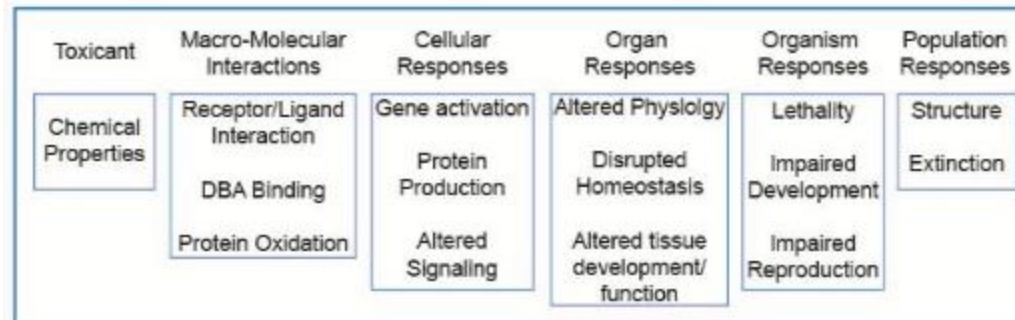 Toxicant
Macro-Molecular
Interactions
Cellular
Responses
Organ
Responses
Organism
Responses
Population
Responses
Chemical
Properties
Receptor/Ligand
Interaction
DBA Binding
Protein Oxidation
Gene activation
Protein
Production
Altered
Signaling
Altered Physlolgy
Disrupted
Homeostasis
Altered tissue
development/
function
Lethality
Impaired
Development
Impaired
Reproduction
Structure
Extinction